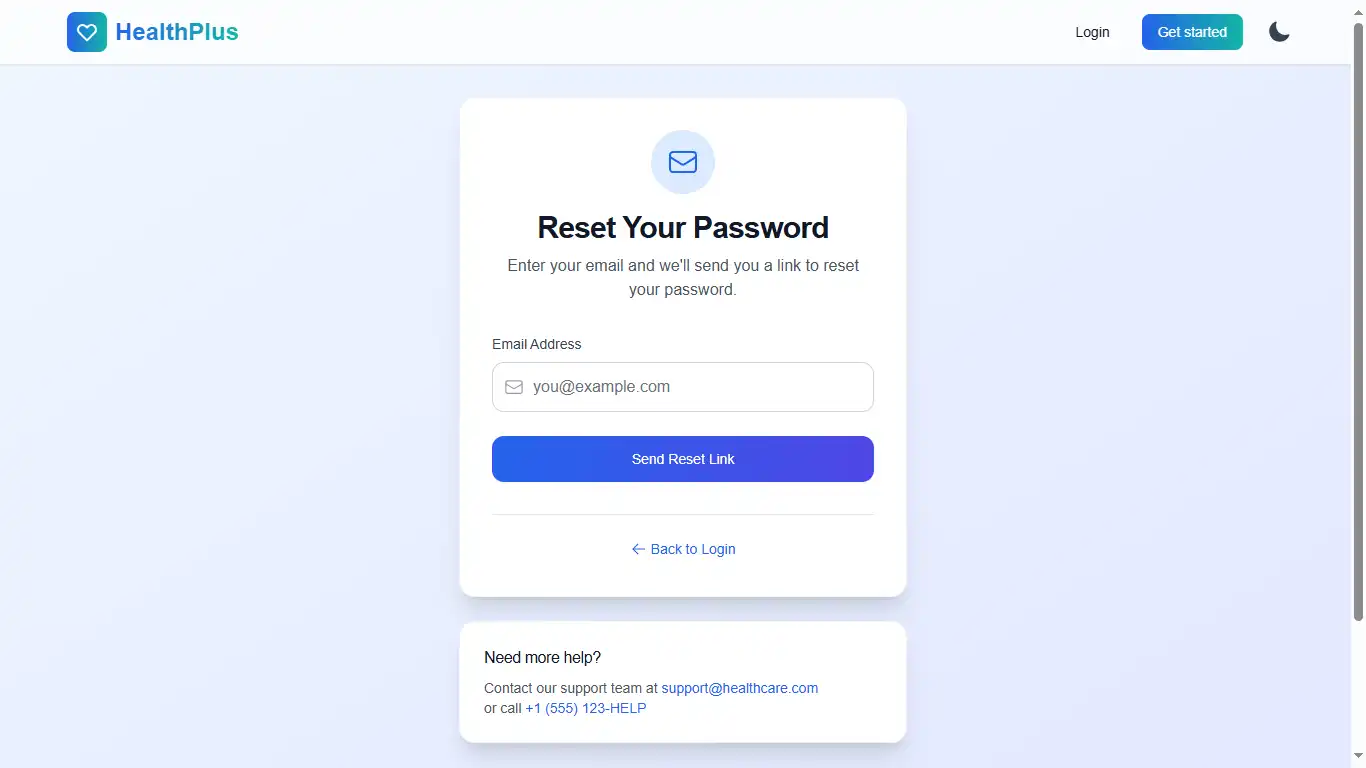 HealthPlus
Login
Get started
Reset Your Password
Enter your email and we'll send you a link to reset
your password.
Email Address
you@example.com
Send Reset Link
Back to Login
Need more help?
Contact our support team at support@healthcare.com
or call +1 (555) 123-HELP